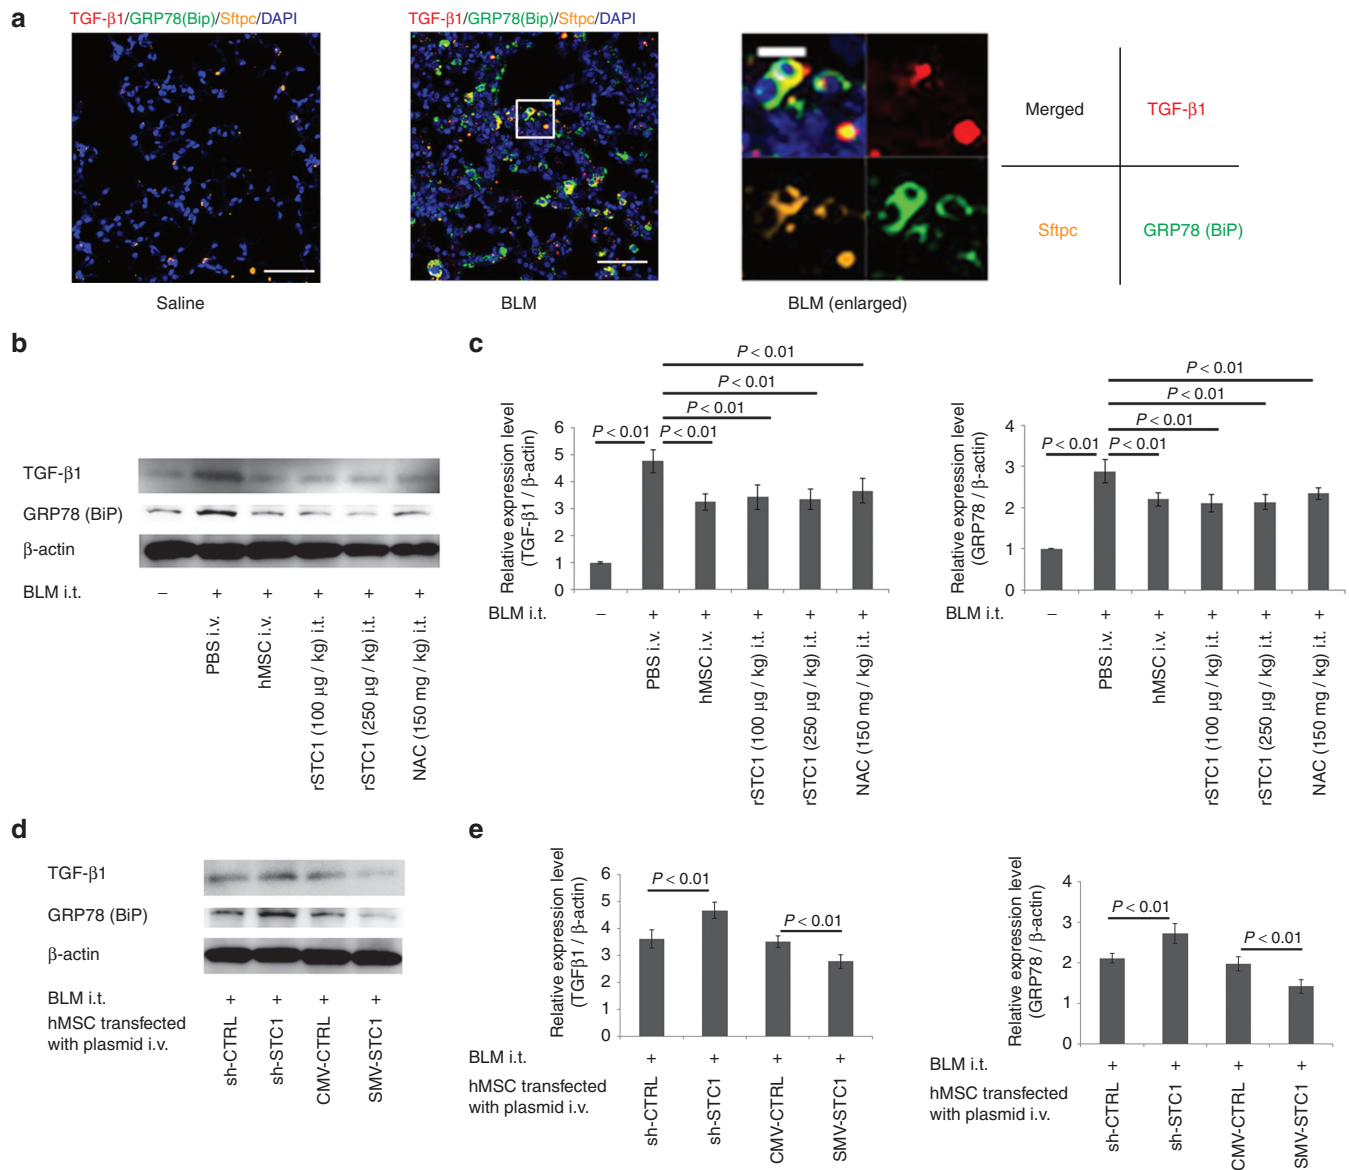 a
TGF-β1/GRP78(Bip)/Sftpc/DAPI
TGF-β1/GRP78(Bip)/Sftpc/DAPI
Merged
TGF-β1
Sftpc
GRP78 (BiP)
Saline
BLM
BLM (enlarged)
b
TGF-β1
GRP78 (BiP)
β-actin
BLM i.t.
– + + + + +
PBS i.v.
hMSC i.v.
rSTC1 (100 μg / kg) i.t.
rSTC1 (250 μg / kg) i.t.
NAC (150 mg / kg) i.t.
c
P < 0.01
P < 0.01
P < 0.01
P < 0.01
P < 0.01
Relative expression level
(TGF-β1 / β-actin)
6
5
4
3
2
1
0
BLM i.t.
– + + + + +
PBS i.v.
hMSC i.v.
rSTC1 (100 μg / kg) i.t.
rSTC1 (250 μg / kg) i.t.
NAC (150 mg / kg) i.t.
P < 0.01
P < 0.01
P < 0.01
P < 0.01
P < 0.01
Relative expression level
(GRP78 / β-actin)
4
3
2
1
0
BLM i.t.
– + + + + +
PBS i.v.
hMSC i.v.
rSTC1 (100 μg / kg) i.t.
rSTC1 (250 μg / kg) i.t.
NAC (150 mg / kg) i.t.
d
TGF-β1
GRP78 (BiP)
β-actin
BLM i.t.
+ + + +
hMSC transfected
with plasmid i.v.
sh-CTRL
sh-STC1
CMV-CTRL
SMV-STC1
e
Relative expression level
(TGFβ1 / β-actin)
6
5
4
3
2
1
0
P < 0.01
P < 0.01
BLM i.t.
+ + + +
hMSC transfected
with plasmid i.v.
sh-CTRL
sh-STC1
CMV-CTRL
SMV-STC1
Relative expression level
(GRP78 / β-actin)
4
3
2
1
0
P < 0.01
P < 0.01
BLM i.t.
+ + + +
hMSC transfected
with plasmid i.v.
sh-CTRL
sh-STC1
CMV-CTRL
SMV-STC1